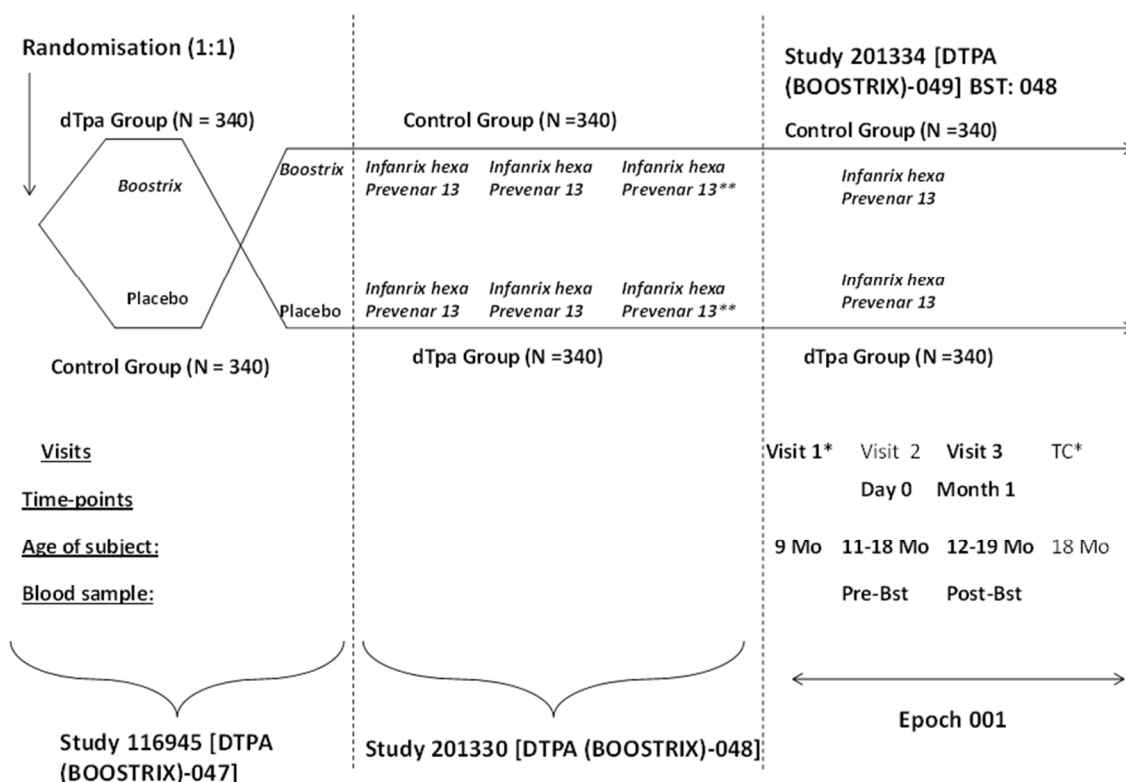 Randomisation (1:1)
dTpa Group (N = 340)
Boostrix
Placebo
Control Group (N = 340)
Boostrix
Placebo
Control Group (N =340)
Infanrix hexa Infanrix hexa Infanrix hexa
Prevenar 13 Prevenar 13 Prevenar 13**
Infanrix hexa Infanrix hexa Infanrix hexa
Prevenar 13 Prevenar 13 Prevenar 13**
dTpa Group (N =340)
Study 201334 [DTPA
(BOOSTRIX)-049] BST: 048
Control Group (N =340)
Infanrix hexa
Prevenar 13
Infanrix hexa
Prevenar 13
dTpa Group (N =340)
Visits Visit 1* Visit 2 Visit 3 TC*
Time-points Day 0 Month 1
Age of subject: 9 Mo 11-18 Mo 12-19 Mo 18 Mo
Blood sample: Pre-Bst Post-Bst
Study 116945 [DTPA
(BOOSTRIX)-047]
Study 201330 [DTPA (BOOSTRIX)-048]
Epoch 001